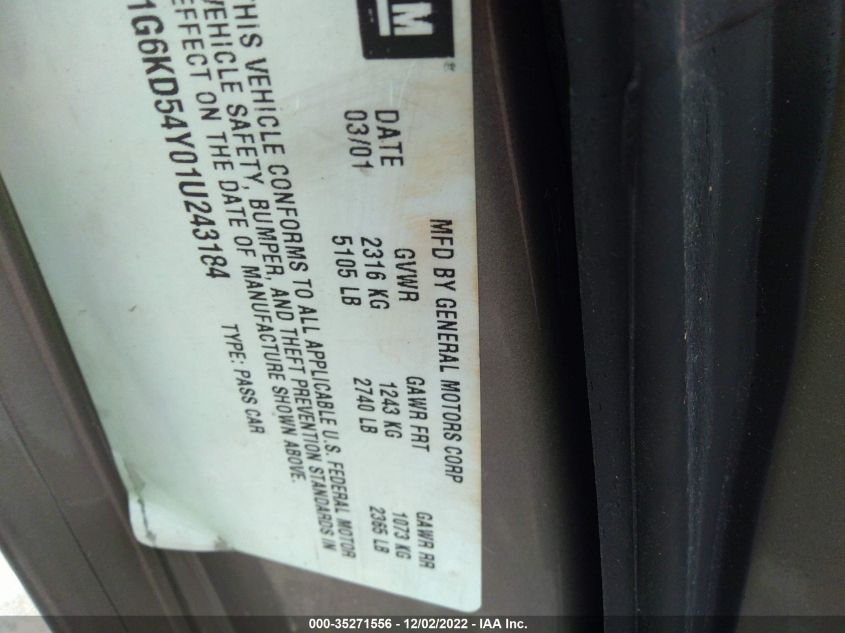 GM
®
MFD BY GENERAL MOTORS CORP
DATE GVWR GAWR FRT GAWR RR
03/01 2316 KG 1243 KG 1073 KG
5105 LB 2740 LB 2365 LB
THIS VEHICLE CONFORMS TO ALL APPLICABLE U.S. FEDERAL MOTOR
VEHICLE SAFETY, BUMPER, AND THEFT PREVENTION STANDARDS IN
EFFECT ON THE DATE OF MANUFACTURE SHOWN ABOVE.
1G6KD54Y01U243184 TYPE: PASS CAR
000-35271556 - 12/02/2022 - IAA Inc.